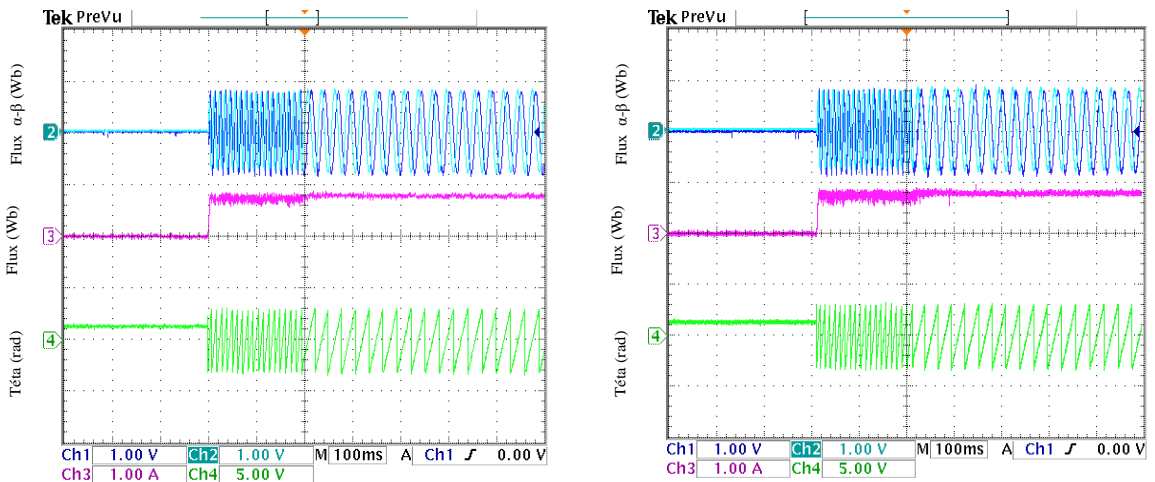 Tek PreVu
Flux α-β (Wb)
2
Flux (Wb)
3
Téta (rad)
4
Ch1 1.00 V Ch2 1.00 V M 100ms A Ch1 0.00 V
Ch3 1.00 A Ch4 5.00 V
Tek PreVu
Flux α-β (Wb)
2
Flux (Wb)
3
Téta (rad)
4
Ch1 1.00 V Ch2 1.00 V M 100ms A Ch1 0.00 V
Ch3 1.00 A Ch4 5.00 V